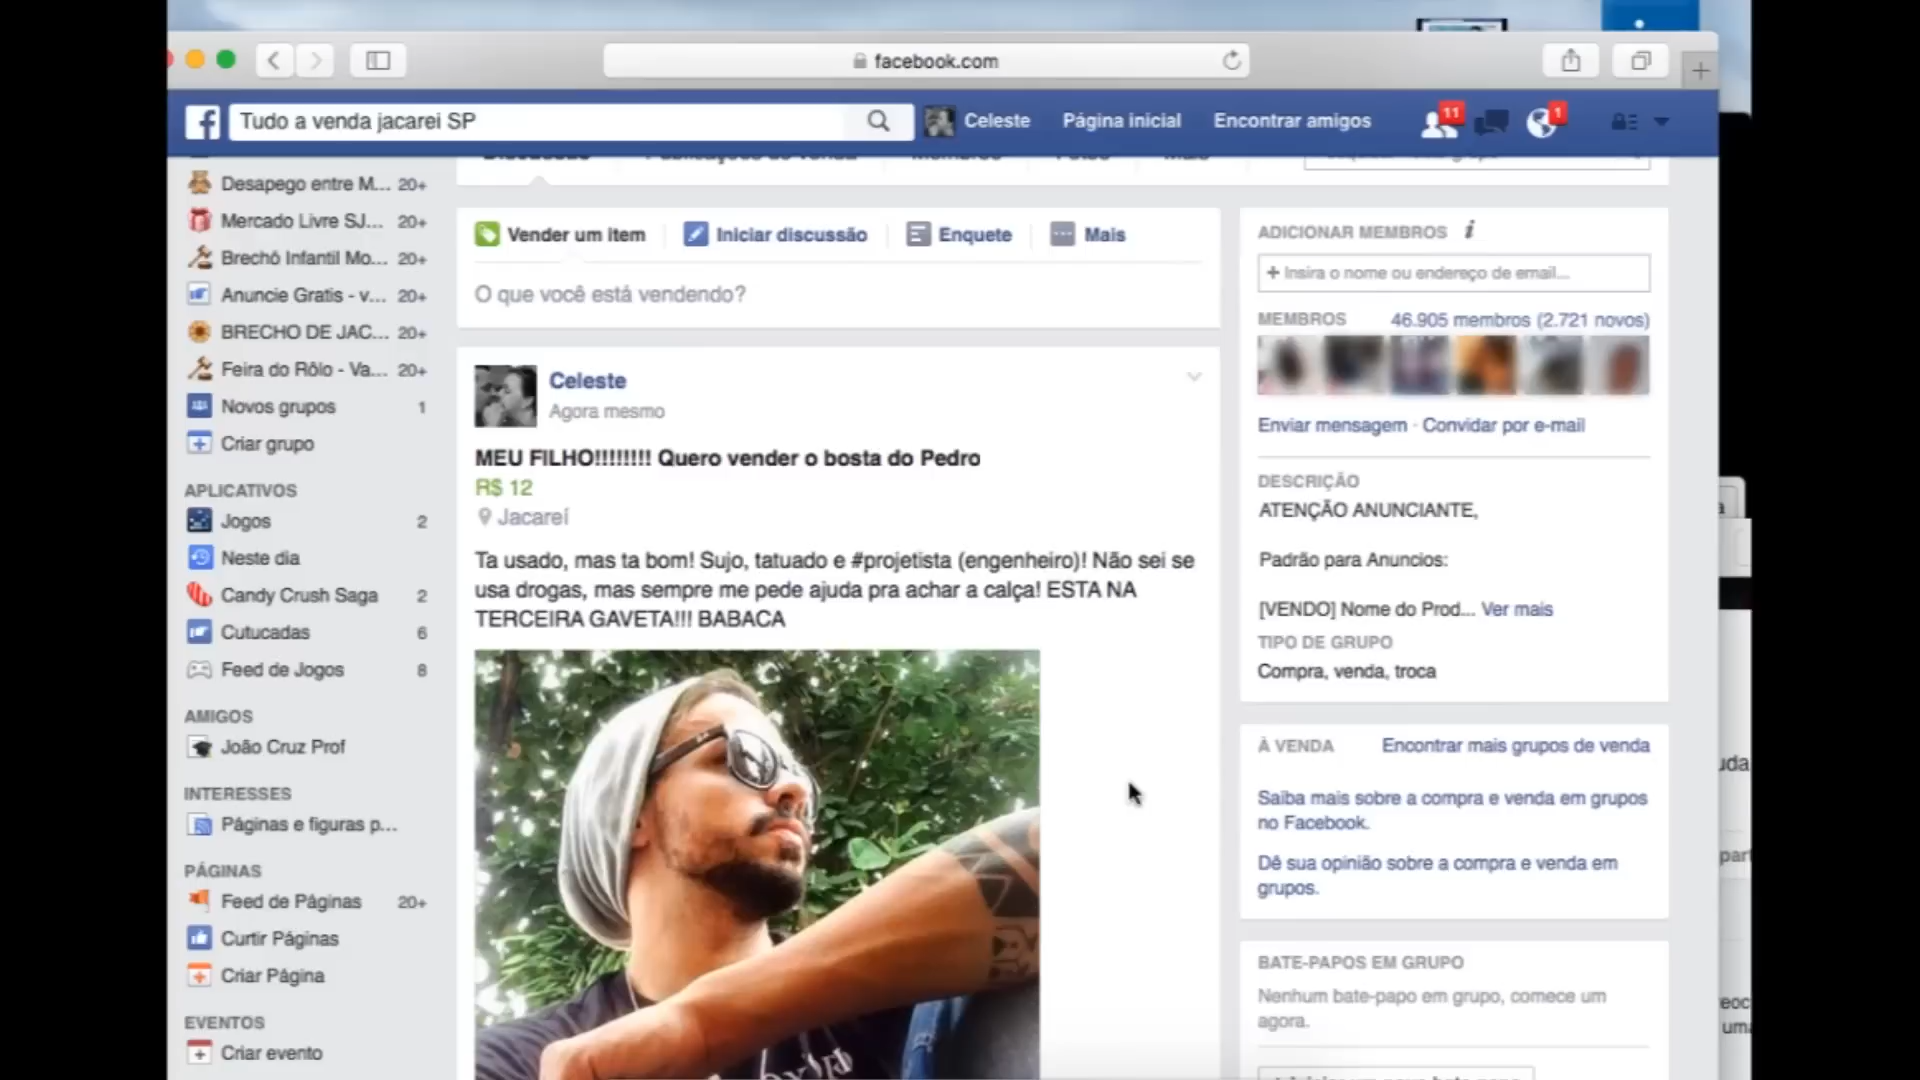 facebook.com
Tudo a venda jacarei SP
Celeste
Página inicial
Encontrar amigos
11
1
Desapego entre M... 20+
Mercado Livre SJ... 20+
Brechó Infantil Mo... 20+
Anuncie Gratis - v... 20+
BRECHO DE JAC... 20+
Feira do Rôlo - Va... 20+
Novos grupos 1
Criar grupo
APLICATIVOS
Jogos 2
Neste dia
Candy Crush Saga 2
Cutucadas 6
Feed de Jogos 8
AMIGOS
João Cruz Prof
INTERESSES
Páginas e figuras p...
PÁGINAS
Feed de Páginas 20+
Curtir Páginas
Criar Página
EVENTOS
Criar evento
Vender um item
Iniciar discussão
Enquete
Mais
O que você está vendendo?
Celeste
Agora mesmo
MEU FILHO!!!!!!!! Quero vender o bosta do Pedro
R$ 12
Jacareí
Ta usado, mas ta bom! Sujo, tatuado e #projetista (engenheiro)! Não sei se
usa drogas, mas sempre me pede ajuda pra achar a calça! ESTA NA
TERCEIRA GAVETA!!! BABACA
ADICIONAR MEMBROS i
+ Insira o nome ou endereço de email...
MEMBROS 46.905 membros (2.721 novos)
Enviar mensagem · Convidar por e-mail
DESCRIÇÃO
ATENÇÃO ANUNCIANTE,
Padrão para Anuncios:
[VENDO] Nome do Prod... Ver mais
TIPO DE GRUPO
Compra, venda, troca
À VENDA Encontrar mais grupos de venda
Saiba mais sobre a compra e venda em grupos
no Facebook.
Dê sua opinião sobre a compra e venda em
grupos.
BATE-PAPOS EM GRUPO
Nenhum bate-papo em grupo, comece um
agora.